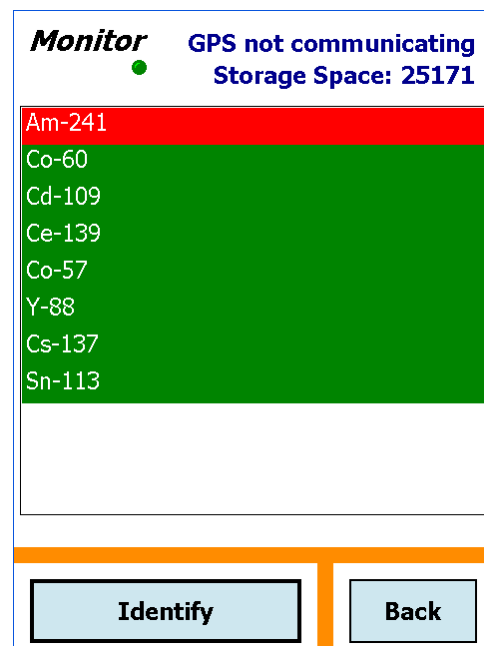 Monitor
GPS not communicating
Storage Space: 25171
Am-241
Co-60
Cd-109
Ce-139
Co-57
Y-88
Cs-137
Sn-113
Identify
Back